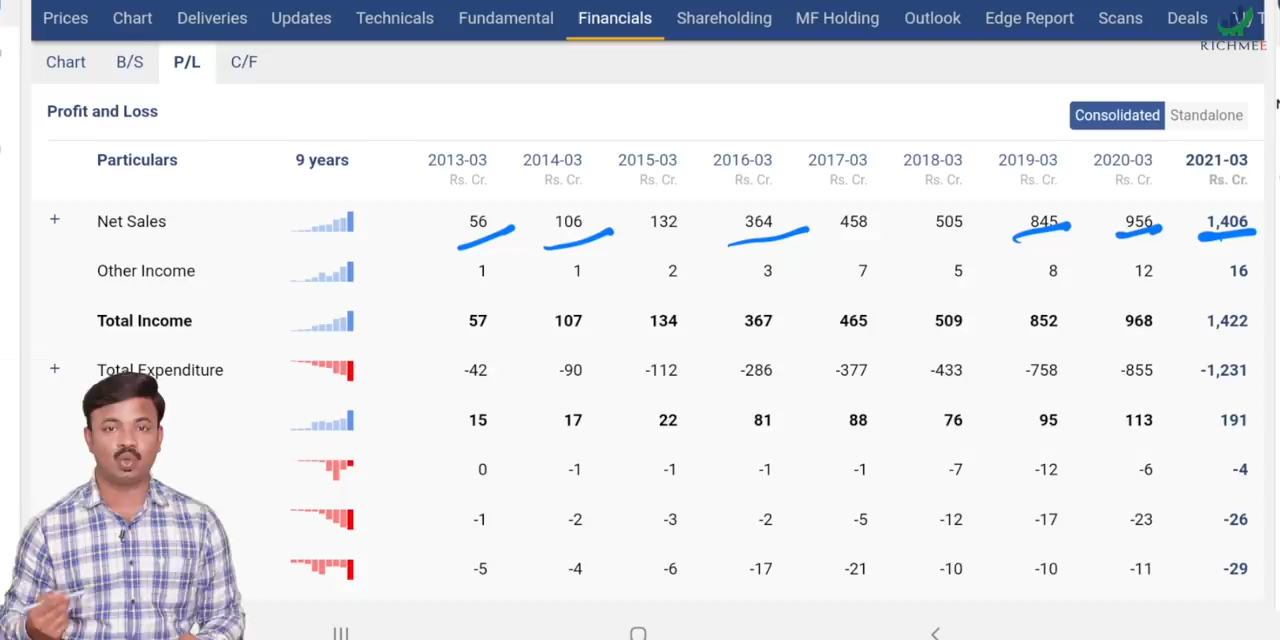 Prices Chart Deliveries Updates Technicals Fundamental Financials Shareholding MF Holding Outlook Edge Report Scans Deals
RICHMEE
Chart B/S P/L C/F
Profit and Loss
Consolidated Standalone
Particulars 9 years 2013-03 2014-03 2015-03 2016-03 2017-03 2018-03 2019-03 2020-03 2021-03
Rs. Cr. Rs. Cr. Rs. Cr. Rs. Cr. Rs. Cr. Rs. Cr. Rs. Cr. Rs. Cr. Rs. Cr.
+ Net Sales 56 106 132 364 458 505 845 956 1,406
Other Income 1 1 2 3 7 5 8 12 16
Total Income 57 107 134 367 465 509 852 968 1,422
+ Total Expenditure -42 -90 -112 -286 -377 -433 -758 -855 -1,231
15 17 22 81 88 76 95 113 191
0 -1 -1 -1 -1 -7 -12 -6 -4
-1 -2 -3 -2 -5 -12 -17 -23 -26
-5 -4 -6 -17 -21 -10 -10 -11 -29